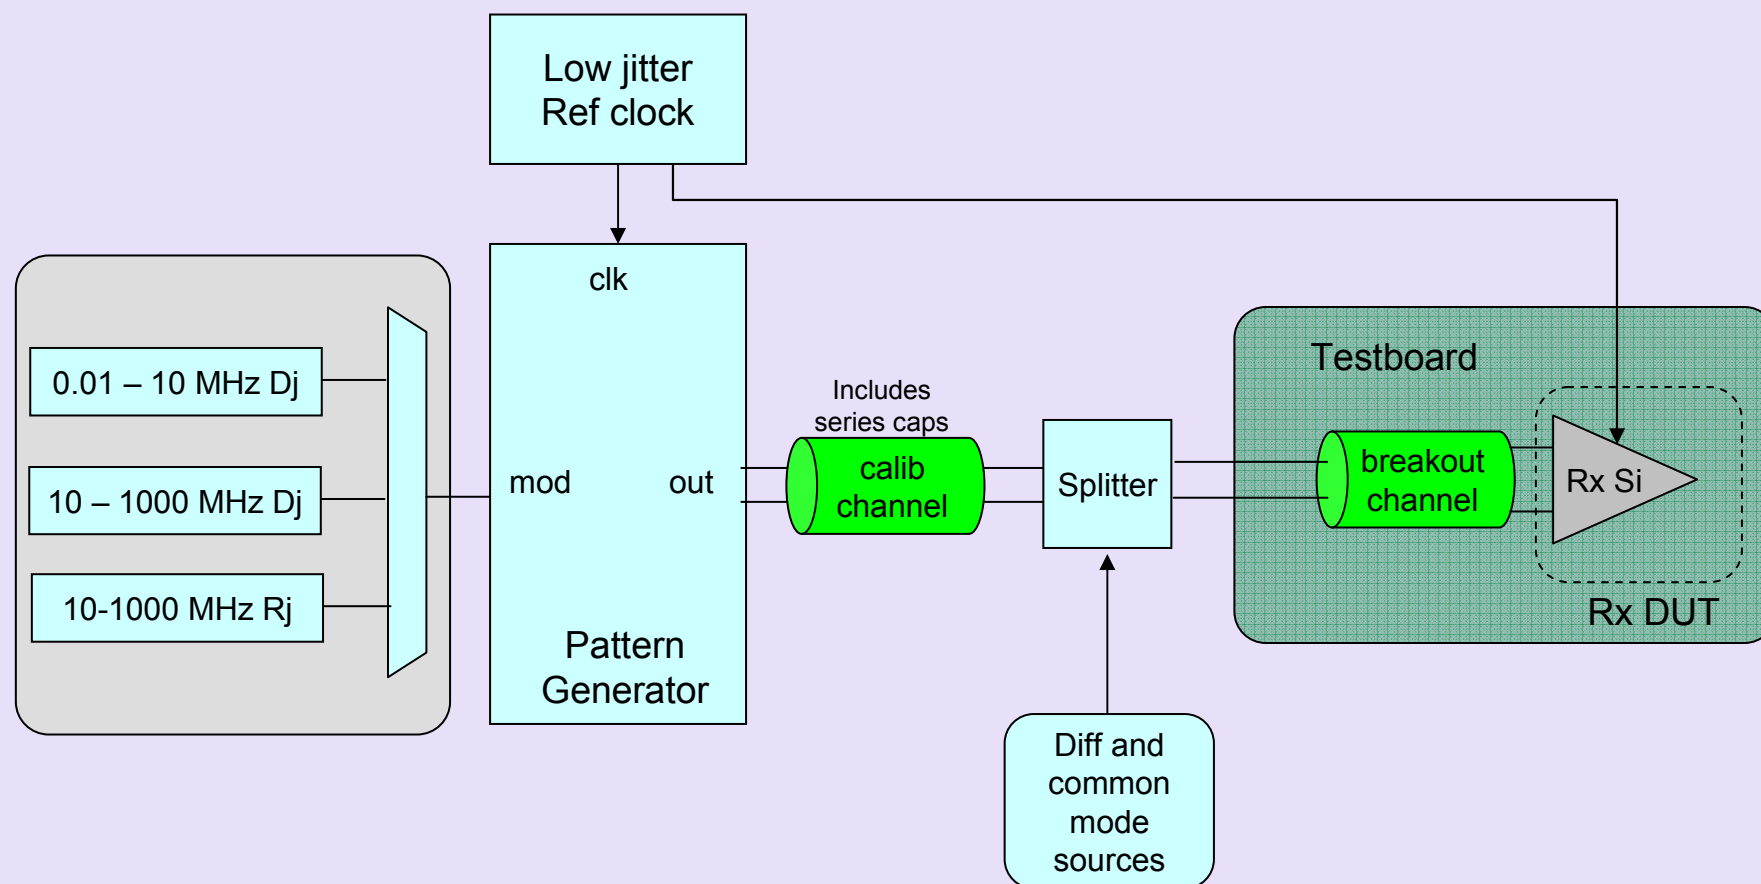 Low jitter
Ref clock
clk
0.01 – 10 MHz Dj
10 – 1000 MHz Dj
10-1000 MHz Rj
mod
out
Pattern
Generator
Includes
series caps
calib
channel
Splitter
Diff and
common
mode
sources
Testboard
breakout
channel
Rx Si
Rx DUT